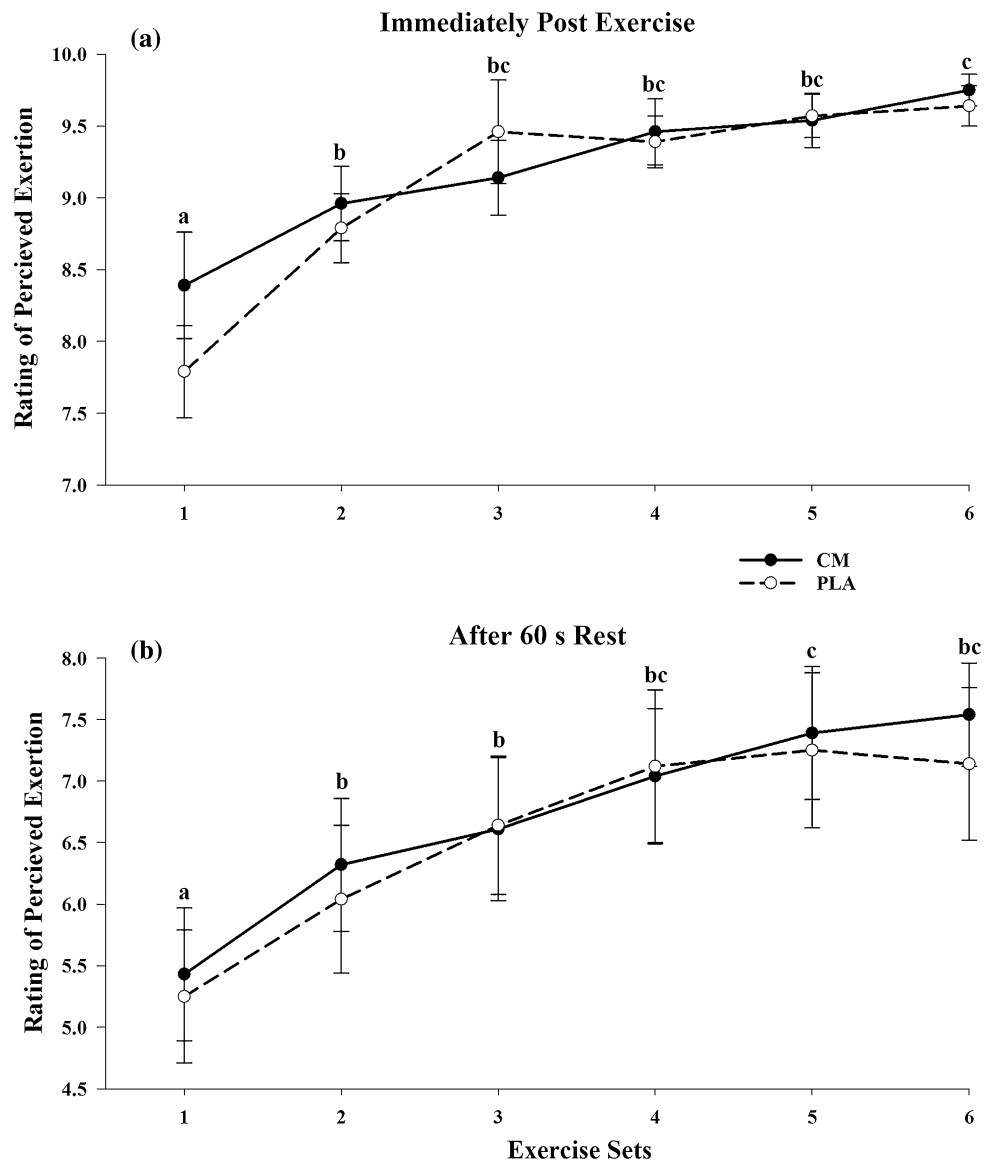 Immediately Post Exercise
(a)
Rating of Percieved Exertion
10.0
9.5
9.0
8.5
8.0
7.5
7.0
a
b
bc
bc
bc
c
1 2 3 4 5 6
CM
PLA
After 60 s Rest
(b)
Rating of Percieved Exertion
8.0
7.5
7.0
6.5
6.0
5.5
5.0
4.5
a
b
b
bc
c
bc
1 2 3 4 5 6
Exercise Sets